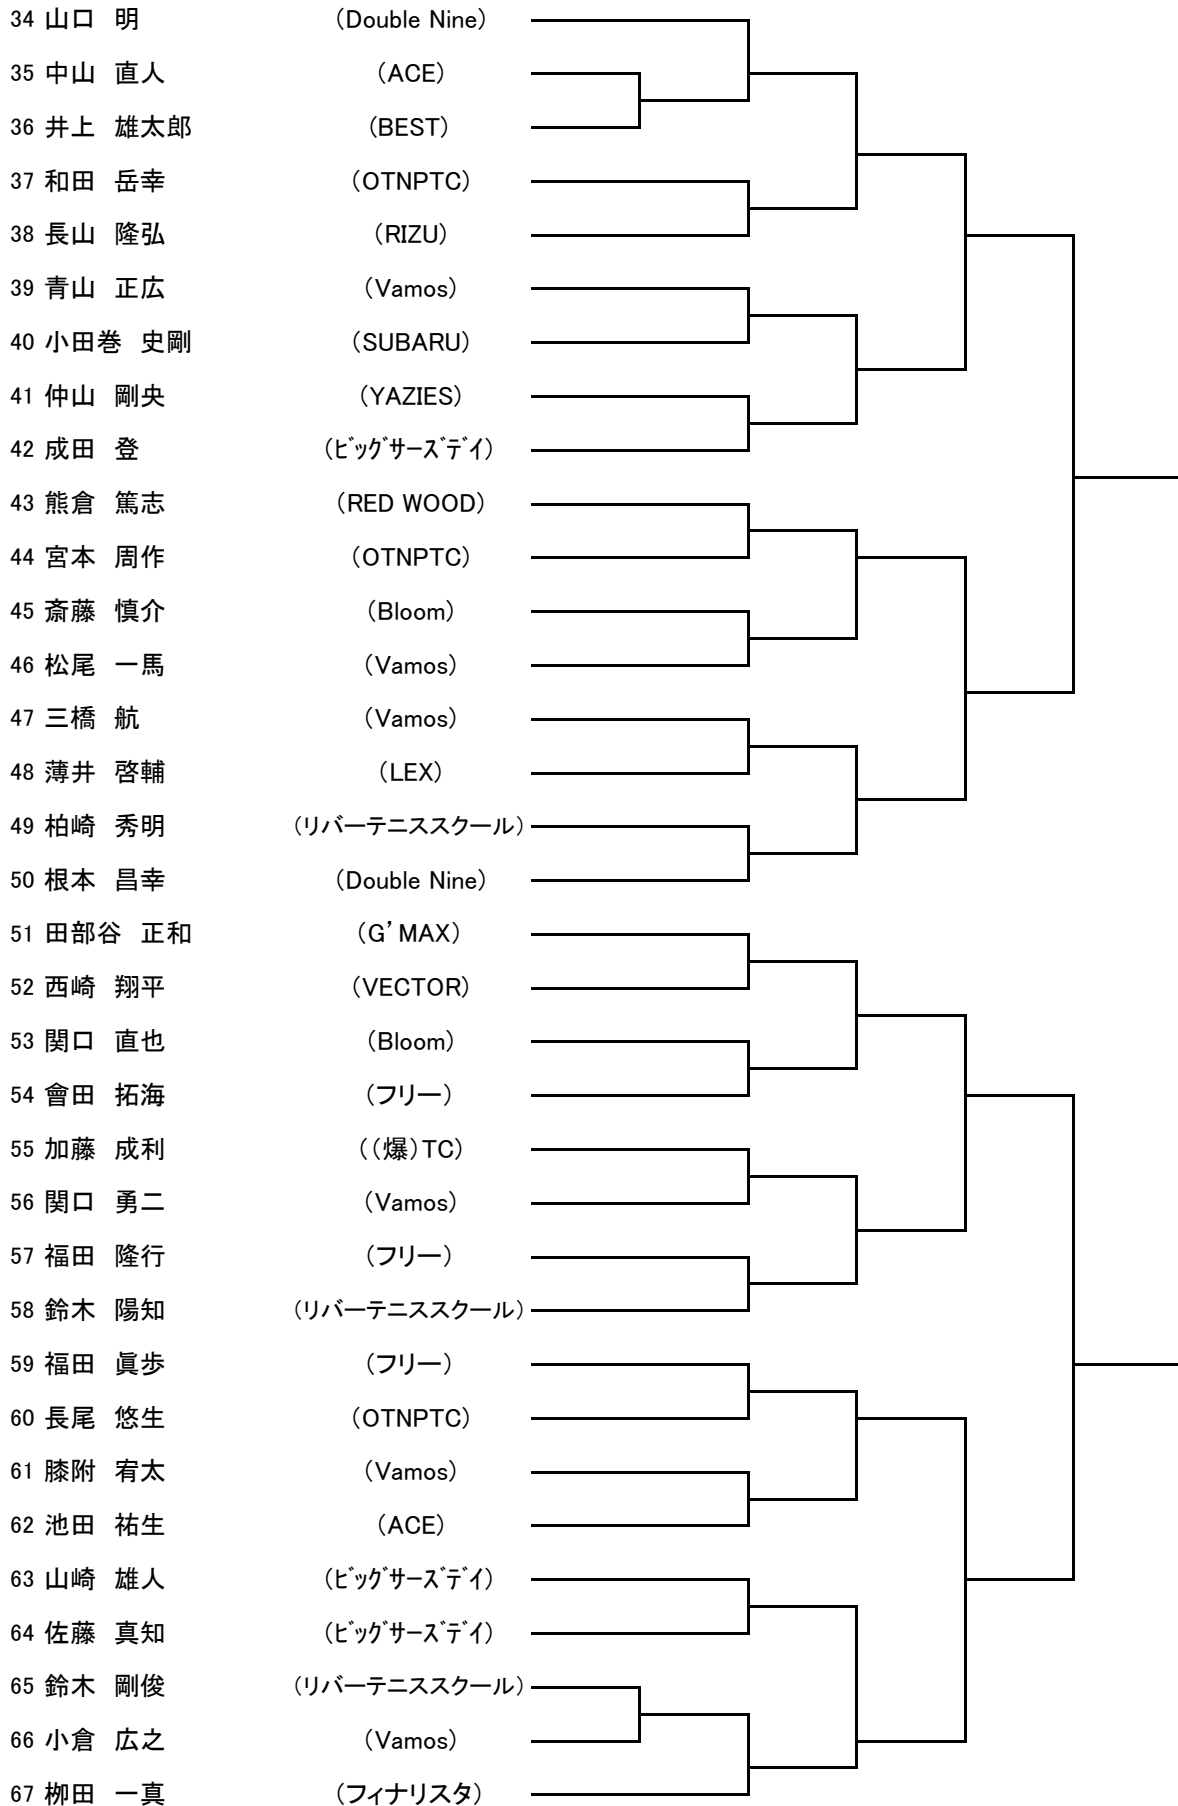 34 山口　明　(Double Nine)
35 中山　直人　(ACE)
36 井上　雄太郎　(BEST)
37 和田　岳幸　(OTNPTC)
38 長山　隆弘　(RIZU)
39 青山　正広　(Vamos)
40 小田巻　史剛　(SUBARU)
41 仲山　剛央　(YAZIES)
42 成田　登　(ﾋﾞｯｸﾞｻｰｽﾞﾃﾞｲ)
43 熊倉　篤志　(RED WOOD)
44 宮本　周作　(OTNPTC)
45 斎藤　慎介　(Bloom)
46 松尾　一馬　(Vamos)
47 三橋　航　(Vamos)
48 薄井　啓輔　(LEX)
49 柏崎　秀明　(リバーテニススクール)
50 根本　昌幸　(Double Nine)
51 田部谷　正和　(G’MAX)
52 西崎　翔平　(VECTOR)
53 関口　直也　(Bloom)
54 會田　拓海　(フリー)
55 加藤　成利　((爆)TC)
56 関口　勇二　(Vamos)
57 福田　隆行　(フリー)
58 鈴木　陽知　(リバーテニススクール)
59 福田　眞歩　(フリー)
60 長尾　悠生　(OTNPTC)
61 膝附　宥太　(Vamos)
62 池田　祐生　(ACE)
63 山崎　雄人　(ﾋﾞｯｸﾞｻｰｽﾞﾃﾞｲ)
64 佐藤　真知　(ﾋﾞｯｸﾞｻｰｽﾞﾃﾞｲ)
65 鈴木　剛俊　(リバーテニススクール)
66 小倉　広之　(Vamos)
67 栁田　一真　(フィナリスタ)